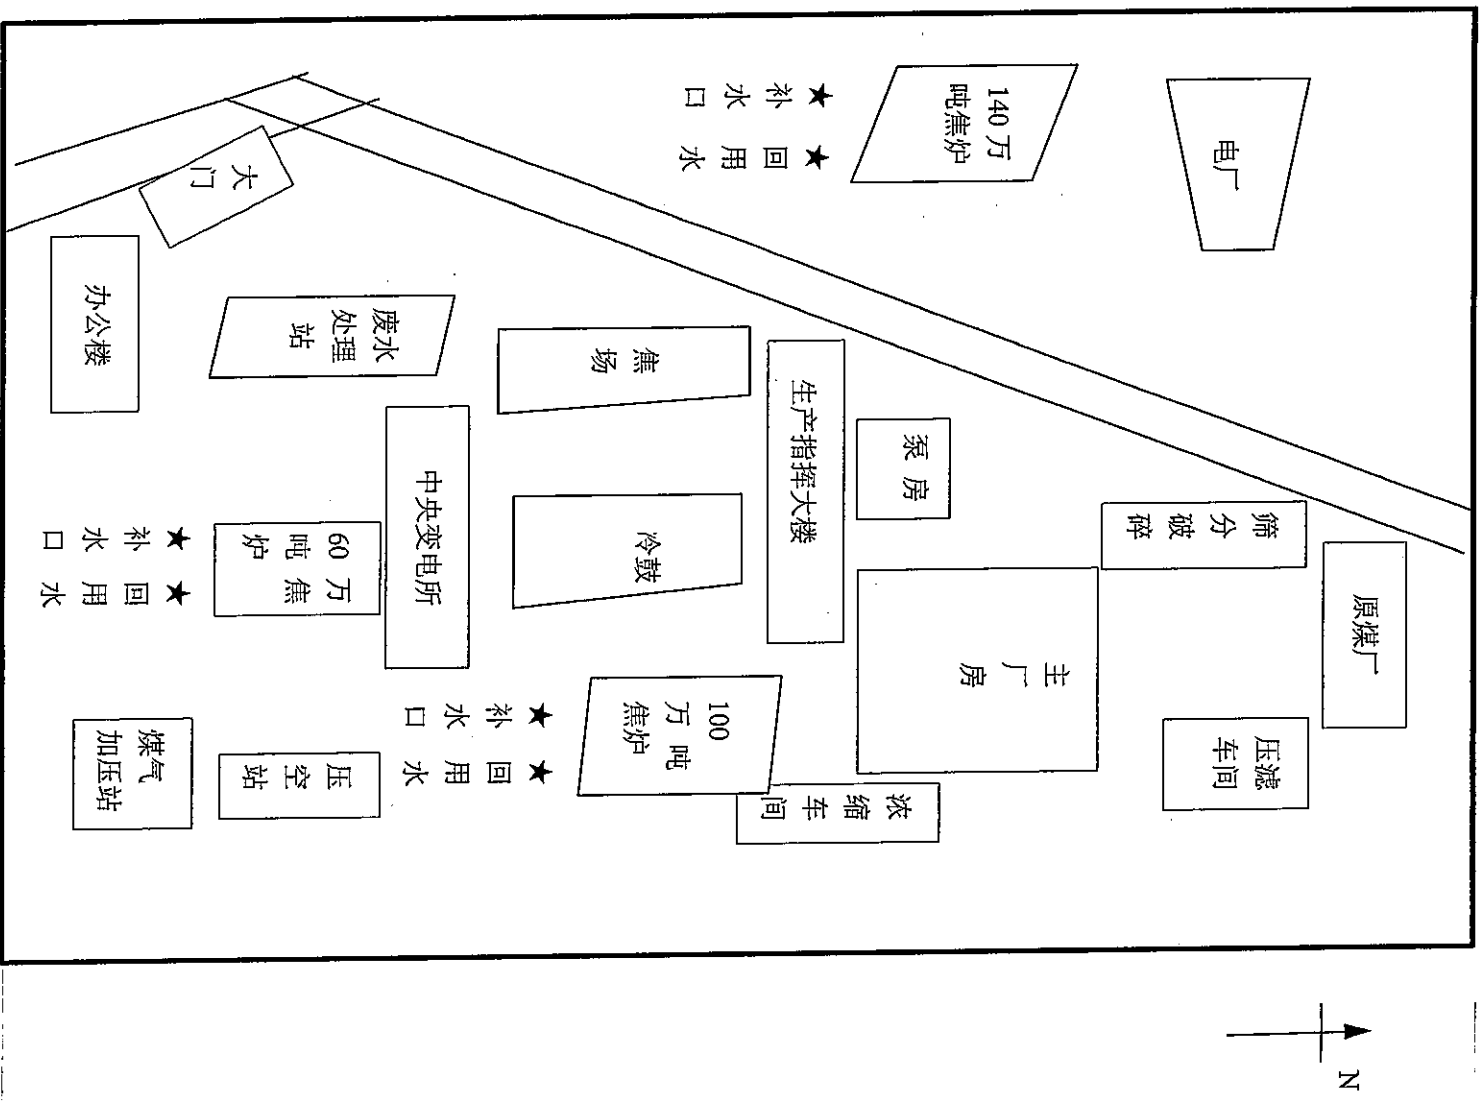 N
原煤厂
电厂
筛分破碎
压滤
车间
140万
吨焦炉
★补水口
★回用水
主厂房
泵房
浓缩车间
生产指挥大楼
100
万吨
焦炉
★补水口
★回用水
焦场
冷鼓
中央变电所
废水
处理
站
60万
吨焦
炉
★补水口
★回用水
压空站
大门
煤气
加压站
办公楼